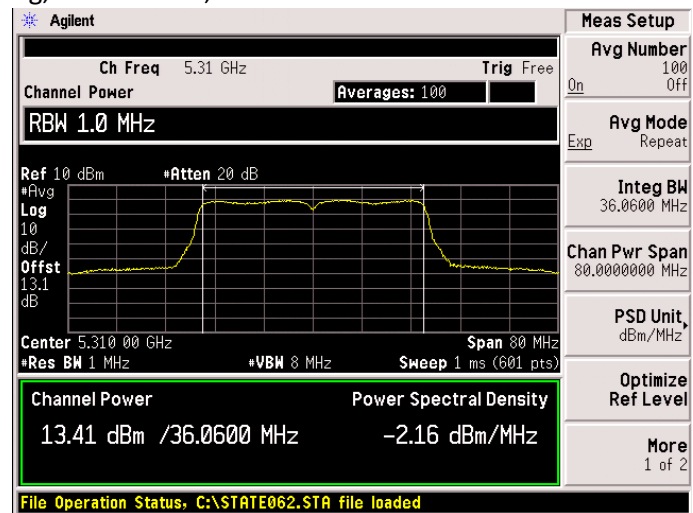 Agilent
Ch Freq 5.31 GHz Trig Free
Channel Power Averages: 100
RBW 1.0 MHz
Ref 10 dBm #Atten 20 dB
#Avg
Log
10
dB/
Offst
13.1
dB
Center 5.310 00 GHz Span 80 MHz
#Res BW 1 MHz #VBW 8 MHz Sweep 1 ms (601 pts)
Channel Power Power Spectral Density
13.41 dBm /36.0600 MHz -2.16 dBm/MHz
File Operation Status, C:\STATE062.STA file loaded
Meas Setup
Avg Number
100
On Off
Avg Mode
Exp Repeat
Integ BW
36.0600 MHz
Chan Pwr Span
80.0000000 MHz
PSD Unit
dBm/MHz
Optimize
Ref Level
More
1 of 2